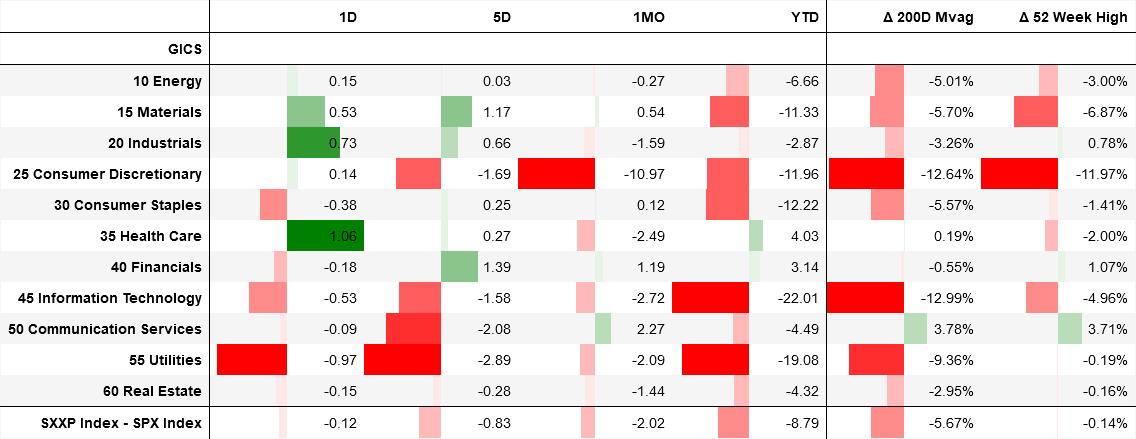 1D 5D 1MO YTD Δ 200D Mvag Δ 52 Week High
GICS
10 Energy 0.15 0.03 -0.27 -6.66 -5.01% -3.00%
15 Materials 0.53 1.17 0.54 -11.33 -5.70% -6.87%
20 Industrials 0.73 0.66 -1.59 -2.87 -3.26% 0.78%
25 Consumer Discretionary 0.14 -1.69 -10.97 -11.96 -12.64% -11.97%
30 Consumer Staples -0.38 0.25 0.12 -12.22 -5.57% -1.41%
35 Health Care 1.06 0.27 -2.49 4.03 0.19% -2.00%
40 Financials -0.18 1.39 1.19 3.14 -0.55% 1.07%
45 Information Technology -0.53 -1.58 -2.72 -22.01 -12.99% -4.96%
50 Communication Services -0.09 -2.08 2.27 -4.49 3.78% 3.71%
55 Utilities -0.97 -2.89 -2.09 -19.08 -9.36% -0.19%
60 Real Estate -0.15 -0.28 -1.44 -4.32 -2.95% -0.16%
SXXP Index - SPX Index -0.12 -0.83 -2.02 -8.79 -5.67% -0.14%